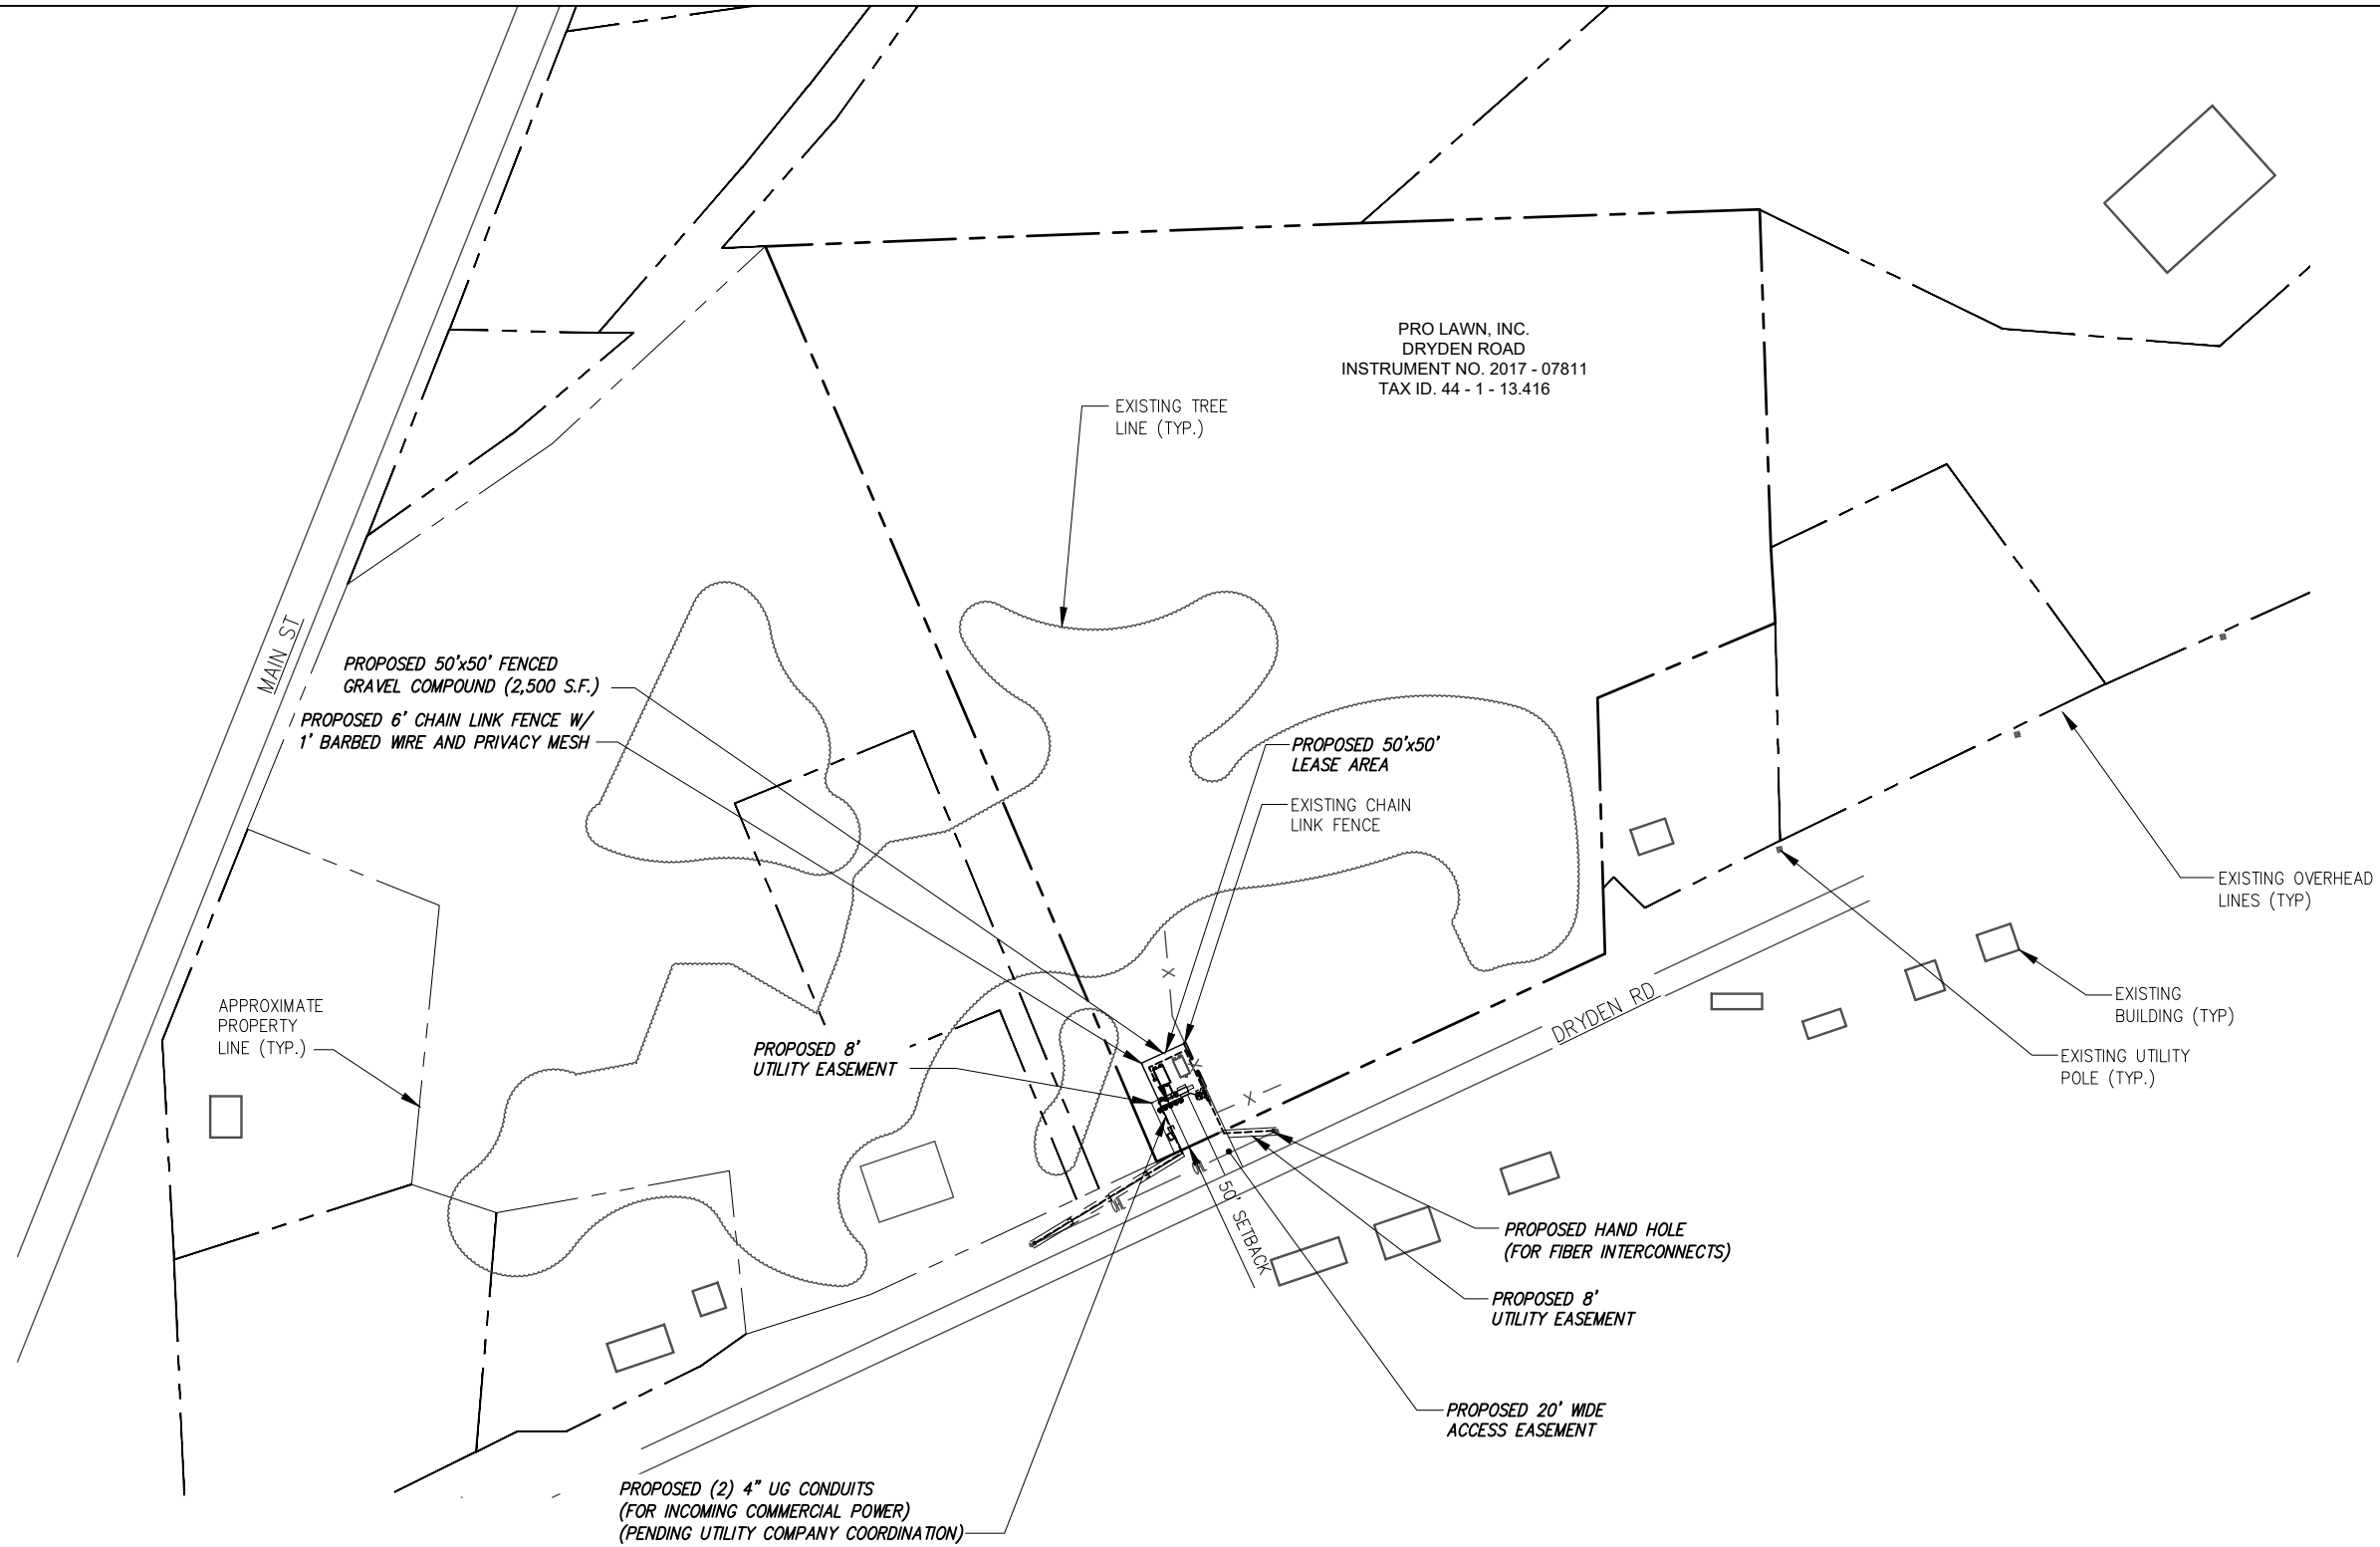 PRO LAWN, INC.
DRYDEN ROAD
INSTRUMENT NO. 2017 - 07811
TAX ID. 44 - 1 - 13.416
EXISTING TREE
LINE (TYP.)
MAIN ST
PROPOSED 50'x50' FENCED
GRAVEL COMPOUND (2,500 S.F.)
PROPOSED 6' CHAIN LINK FENCE W/
1' BARBED WIRE AND PRIVACY MESH
PROPOSED 50'x50'
LEASE AREA
EXISTING CHAIN
LINK FENCE
EXISTING OVERHEAD
LINES (TYP)
APPROXIMATE
PROPERTY
LINE (TYP.)
DRYDEN RD
EXISTING
BUILDING (TYP)
PROPOSED 8'
UTILITY EASEMENT
EXISTING UTILITY
POLE (TYP.)
X
X
X
50' SETBACK
PROPOSED HAND HOLE
(FOR FIBER INTERCONNECTS)
PROPOSED 8'
UTILITY EASEMENT
PROPOSED 20' WIDE
ACCESS EASEMENT
PROPOSED (2) 4" UG CONDUITS
(FOR INCOMING COMMERCIAL POWER)
(PENDING UTILITY COMPANY COORDINATION)